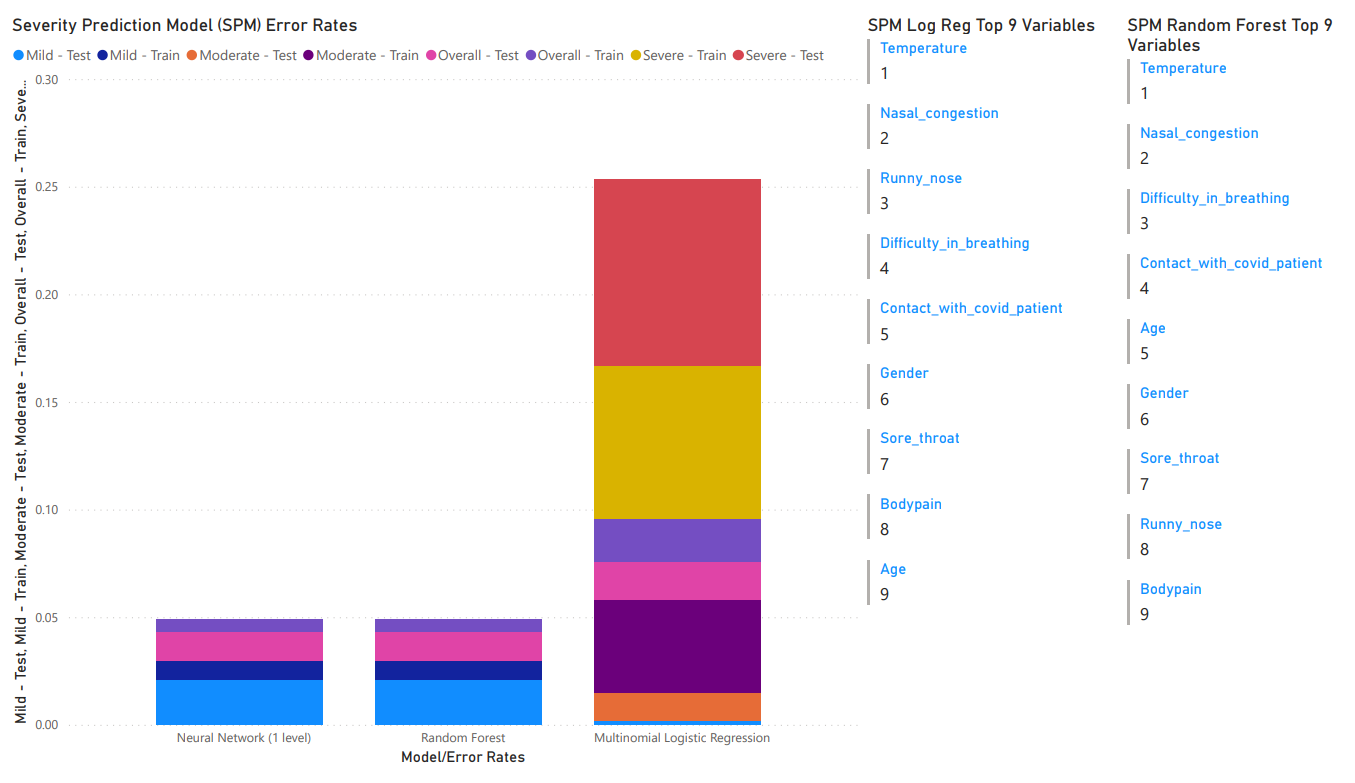 Severity Prediction Model (SPM) Error Rates
Mild - Test Mild - Train Moderate - Test Moderate - Train Overall - Test Overall - Train Severe - Train Severe - Test
Mild - Test, Mild - Train, Moderate - Test, Moderate - Train, Overall - Test, Overall - Train, Seve...
0.30
0.25
0.20
0.15
0.10
0.05
0.00
Neural Network (1 level) Random Forest Multinomial Logistic Regression
Model/Error Rates
SPM Log Reg Top 9 Variables
Temperature
1
Nasal_congestion
2
Runny_nose
3
Difficulty_in_breathing
4
Contact_with_covid_patient
5
Gender
6
Sore_throat
7
Bodypain
8
Age
9
SPM Random Forest Top 9
Variables
Temperature
1
Nasal_congestion
2
Difficulty_in_breathing
3
Contact_with_covid_patient
4
Age
5
Gender
6
Sore_throat
7
Runny_nose
8
Bodypain
9